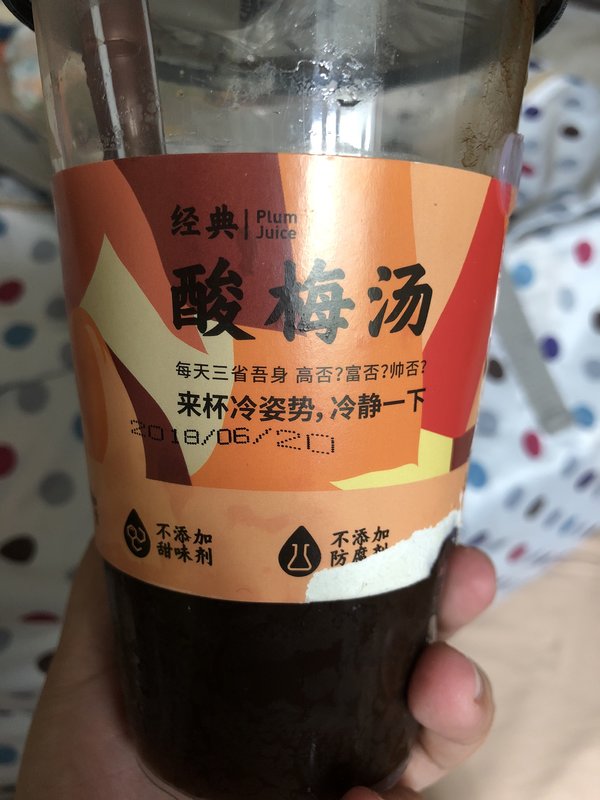 经典 | Plum Juice
酸梅汤
每天三省吾身 高否?富否?帅否?
来杯冷姿势,冷静一下
2018/06/20
不添加
甜味剂
不添加
防腐剂